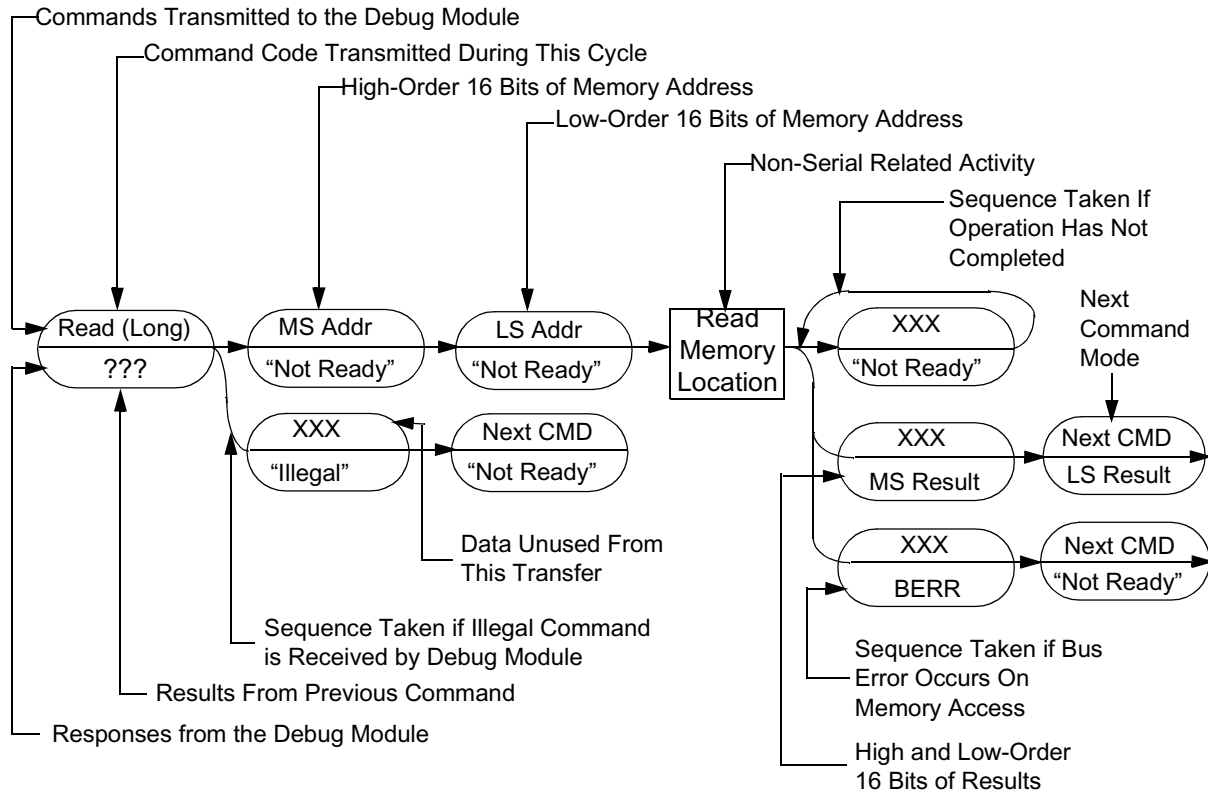 Commands Transmitted to the Debug Module
Command Code Transmitted During This Cycle
High-Order 16 Bits of Memory Address
Low-Order 16 Bits of Memory Address
Non-Serial Related Activity
Sequence Taken If
Operation Has Not
Completed
Next
Command
Mode
Read (Long)
???
MS Addr
“Not Ready”
LS Addr
“Not Ready”
Read
Memory
Location
XXX
“Not Ready”
XXX
“Illegal”
Next CMD
“Not Ready”
XXX
MS Result
Next CMD
LS Result
XXX
BERR
Next CMD
“Not Ready”
Data Unused From
This Transfer
Sequence Taken if Illegal Command
is Received by Debug Module
Results From Previous Command
Responses from the Debug Module
Sequence Taken if Bus
Error Occurs On
Memory Access
High and Low-Order
16 Bits of Results